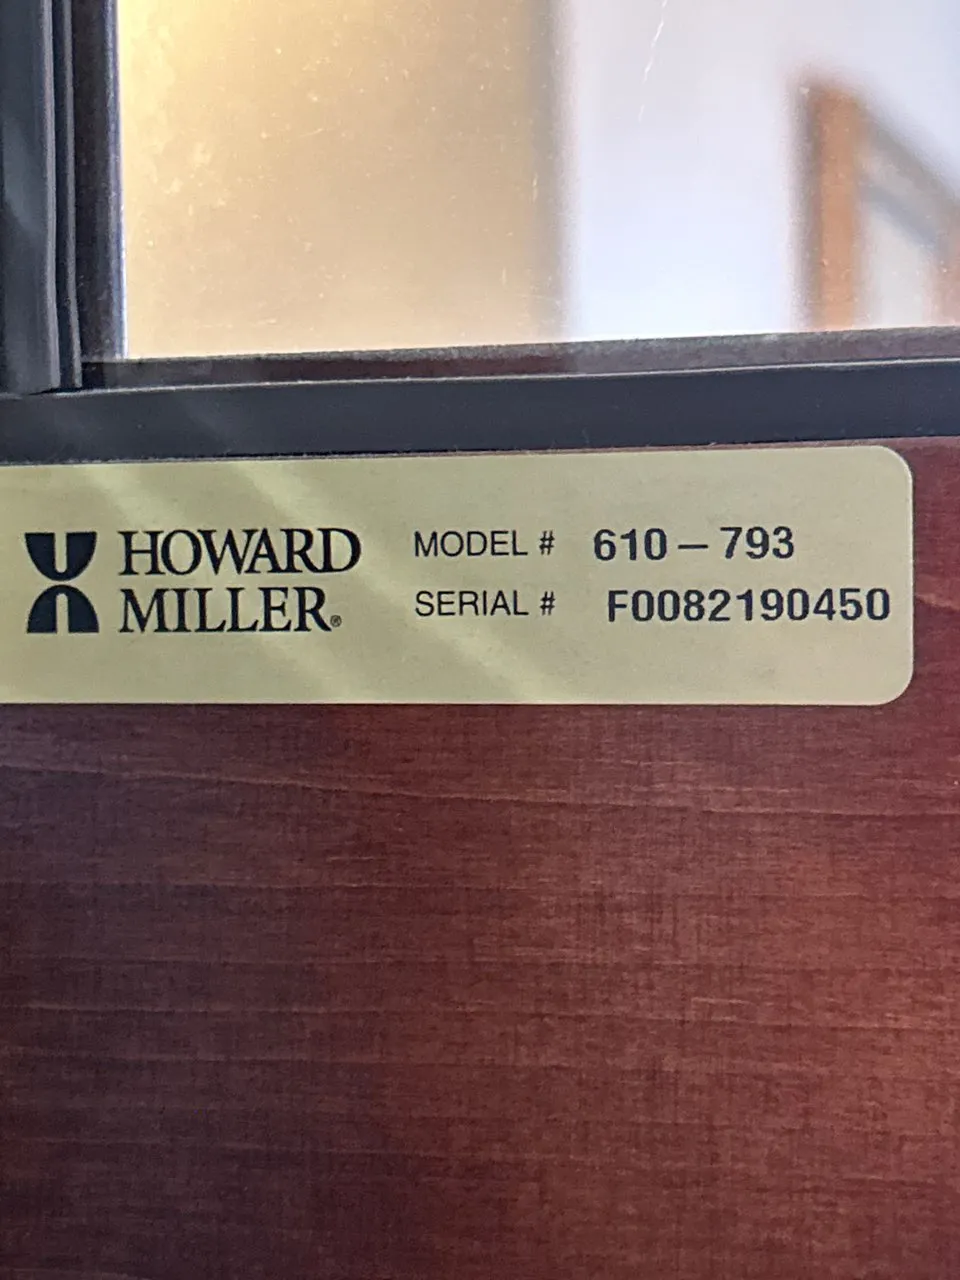 HOWARD MILLER®
MODEL # 610-793
SERIAL # F0082190450